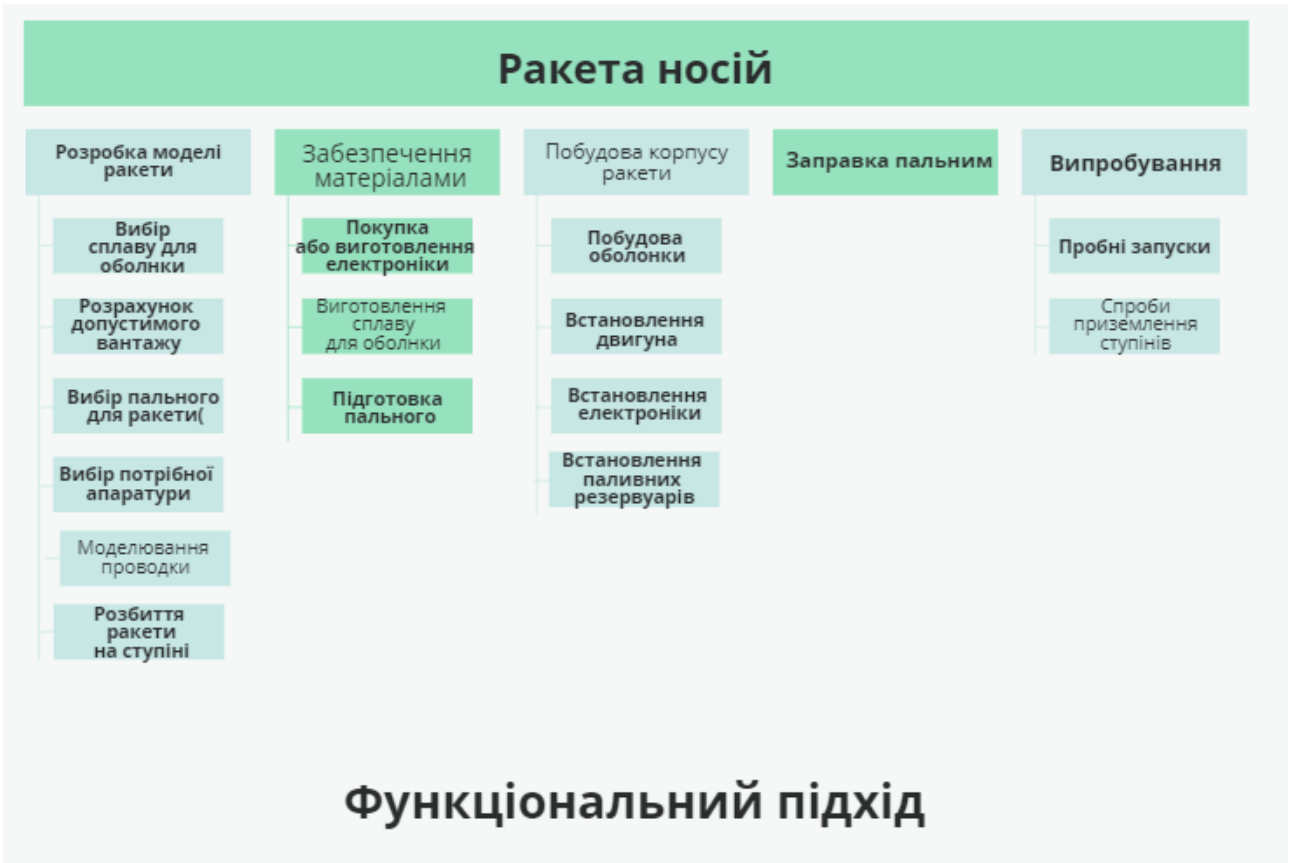 Ракета носій
Розробка моделі
ракети
Вибір
сплаву для
оболнки
Розрахунок
допустимого
вантажу
Вибір пального
для ракети(
Вибір потрібної
апаратури
Моделювання
проводки
Розбиття
ракети
на ступіні
Забезпечення
матеріалами
Покупка
або виготовлення
електроніки
Виготовлення
сплаву
для оболнки
Підготовка
пального
Побудова корпусу
ракети
Побудова
оболонки
Встановлення
двигуна
Встановлення
електроніки
Встановлення
паливних
резервуарів
Заправка пальним
Випробування
Пробні запуски
Спроби
приземлення
ступінів
Функціональний підхід